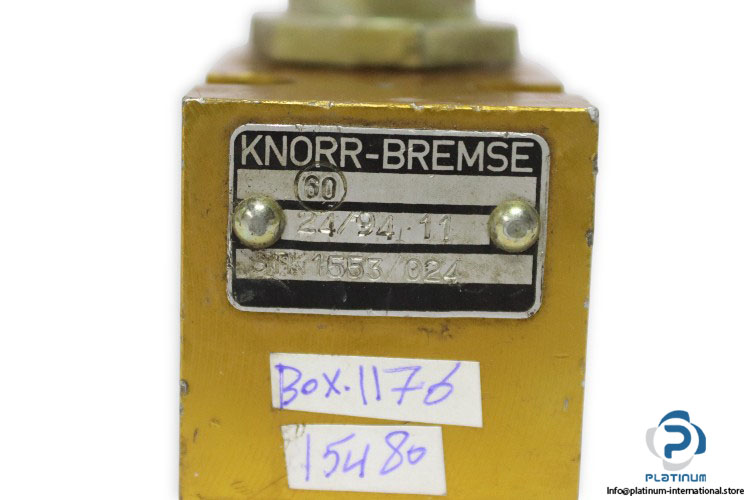 KNORR-BREMSE
60
24/94 11
1553/024
Box.1176
15480
PLATINUM
Info@platinum-international.store